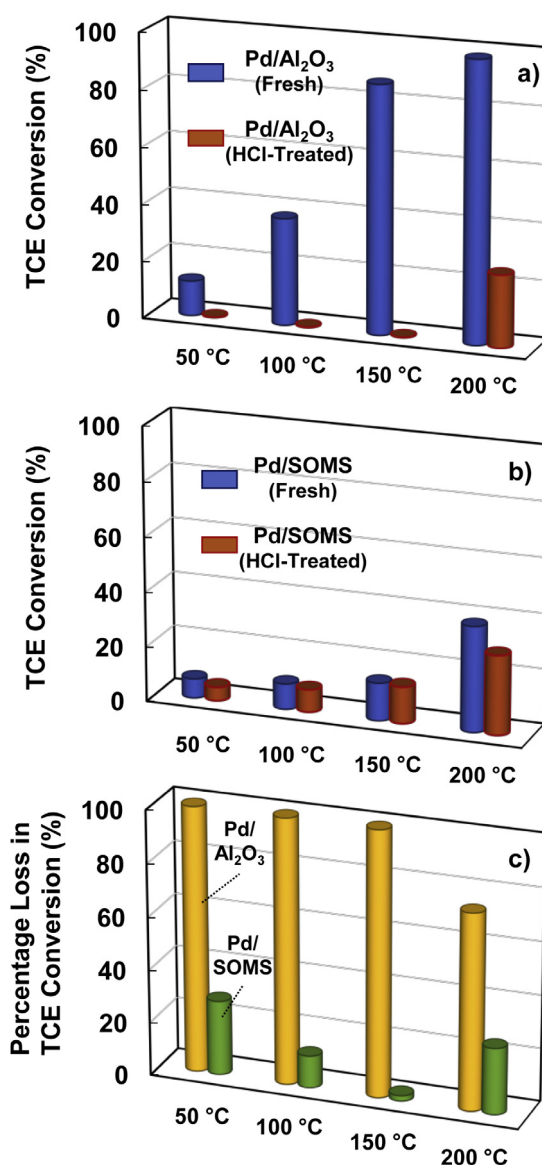 100
80
60
40
20
0
TCE Conversion (%)
a)
Pd/Al₂O₃
(Fresh)
Pd/Al₂O₃
(HCl-Treated)
50 °C
100 °C
150 °C
200 °C
100
80
60
40
20
0
TCE Conversion (%)
b)
Pd/SOMS
(Fresh)
Pd/SOMS
(HCl-Treated)
50 °C
100 °C
150 °C
200 °C
100
80
60
40
20
0
Percentage Loss in
TCE Conversion (%)
c)
Pd/
Al₂O₃
Pd/
SOMS
50 °C
100 °C
150 °C
200 °C